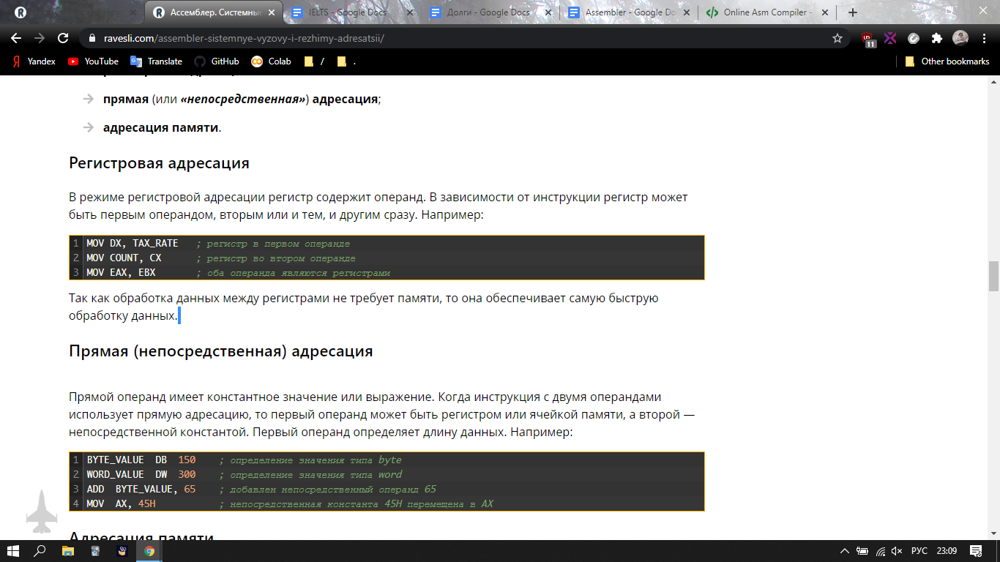 Ассемблер. Системны
IELTS - Google Docs
Долги - Google Docs
Assembler - Google Do
Online Asm Compiler -
ravesli.com/assembler-sistemnye-vyzovy-i-rezhimy-adresatsii/
11
Yandex
YouTube
Translate
GitHub
Colab
/
.
Other bookmarks
прямая (или «непосредственная») адресация;
адресация памяти.
Регистровая адресация
В режиме регистровой адресации регистр содержит операнд. В зависимости от инструкции регистр может
быть первым операндом, вторым или и тем, и другим сразу. Например:
1 MOV DX, TAX_RATE ; регистр в первом операнде
2 MOV COUNT, CX ; регистр во втором операнде
3 MOV EAX, EBX ; оба операнда являются регистрами
Так как обработка данных между регистрами не требует памяти, то она обеспечивает самую быструю
обработку данных.
Прямая (непосредственная) адресация
Прямой операнд имеет константное значение или выражение. Когда инструкция с двумя операндами
использует прямую адресацию, то первый операнд может быть регистром или ячейкой памяти, а второй —
непосредственной константой. Первый операнд определяет длину данных. Например:
1 BYTE_VALUE DB 150 ; определение значения типа byte
2 WORD_VALUE DW 300 ; определение значения типа word
3 ADD BYTE_VALUE, 65 ; добавлен непосредственный операнд 65
4 MOV AX, 45H ; непосредственная константа 45H перемещена в AX
Адресация памяти
РУС
23:09